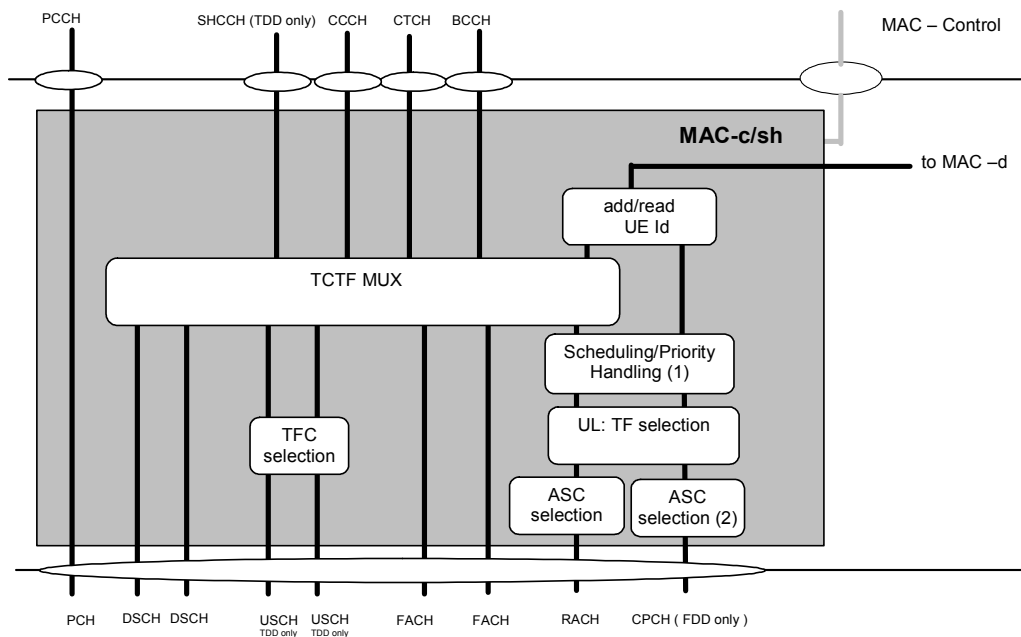 PCCH
SHCCH (TDD only)
CCCH
CTCH
BCCH
MAC – Control
MAC-c/sh
to MAC –d
add/read
UE Id
TCTF MUX
Scheduling/Priority
Handling (1)
UL: TF selection
TFC
selection
ASC
selection
ASC
selection (2)
PCH
DSCH
DSCH
USCH
TDD only
USCH
TDD only
FACH
FACH
RACH
CPCH ( FDD only )